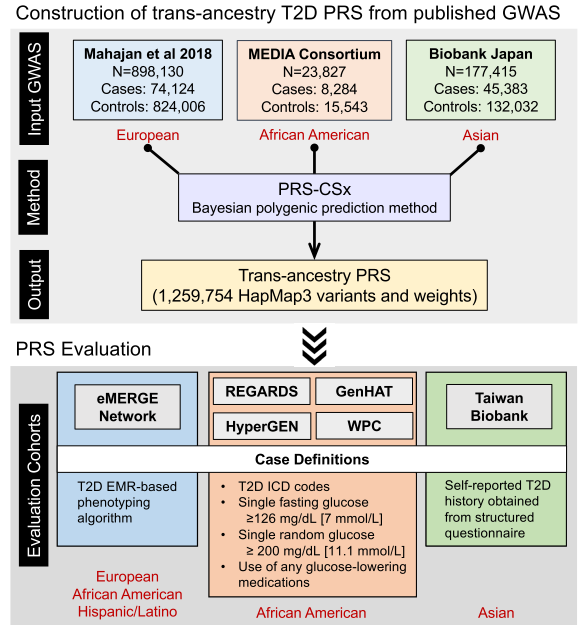 Construction of trans-ancestry T2D PRS from published GWAS
Input GWAS
Mahajan et al 2018
N=898,130
Cases: 74,124
Controls: 824,006
European
MEDIA Consortium
N=23,827
Cases: 8,284
Controls: 15,543
African American
Biobank Japan
N=177,415
Cases: 45,383
Controls: 132,032
Asian
Method
PRS-CSx
Bayesian polygenic prediction method
Output
Trans-ancestry PRS
(1,259,754 HapMap3 variants and weights)
PRS Evaluation
Evaluation Cohorts
eMERGE
Network
REGARDS
GenHAT
HyperGEN
WPC
Taiwan
Biobank
Case Definitions
T2D EMR-based
phenotyping
algorithm
• T2D ICD codes
• Single fasting glucose
≥126 mg/dL [7 mmol/L]
• Single random glucose
≥ 200 mg/dL [11.1 mmol/L]
• Use of any glucose-lowering
medications
Self-reported T2D
history obtained
from structured
questionnaire
European
African American
Hispanic/Latino
African American
Asian